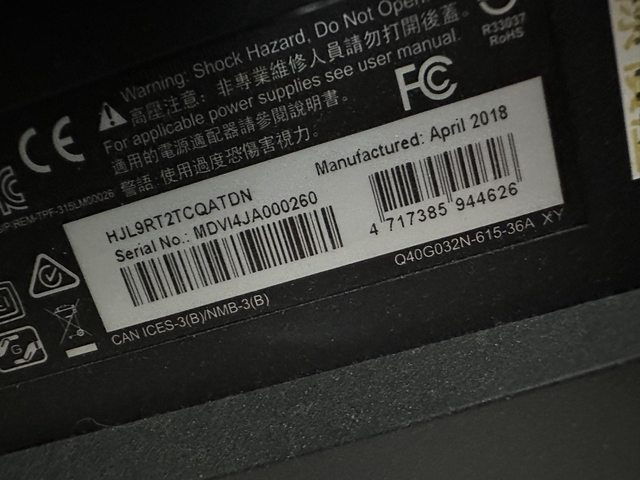 Warning: Shock Hazard, Do Not Open
高壓注意：非專業維修人員請勿打開後蓋。
For applicable power supplies see user manual.
適用的電源適配器請參閱說明書。
警語:使用過度恐傷害視力。
CE
FC
R33037
RoHS
HJL9RT2TCQATDN
Serial No.: MDVI4JA000260
Manufactured: April 2018
4 717385 944626
Q40G032N-615-36A XY
CAN ICES-3(B)/NMB-3(B)
G